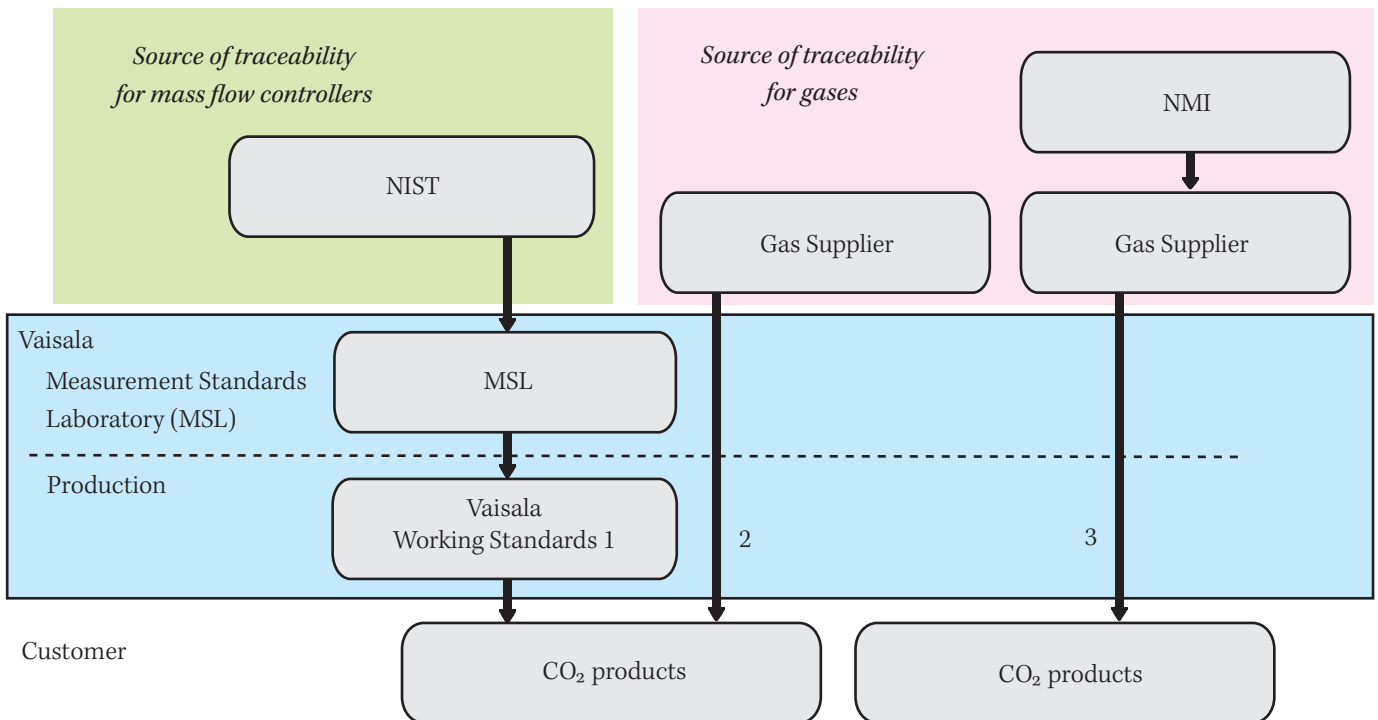 Source of traceability
for mass flow controllers
NIST
Source of traceability
for gases
NMI
Gas Supplier
Gas Supplier
Vaisala
Measurement Standards
Laboratory (MSL)
MSL
Production
Vaisala
Working Standards 1
2
3
Customer
CO₂ products
CO₂ products